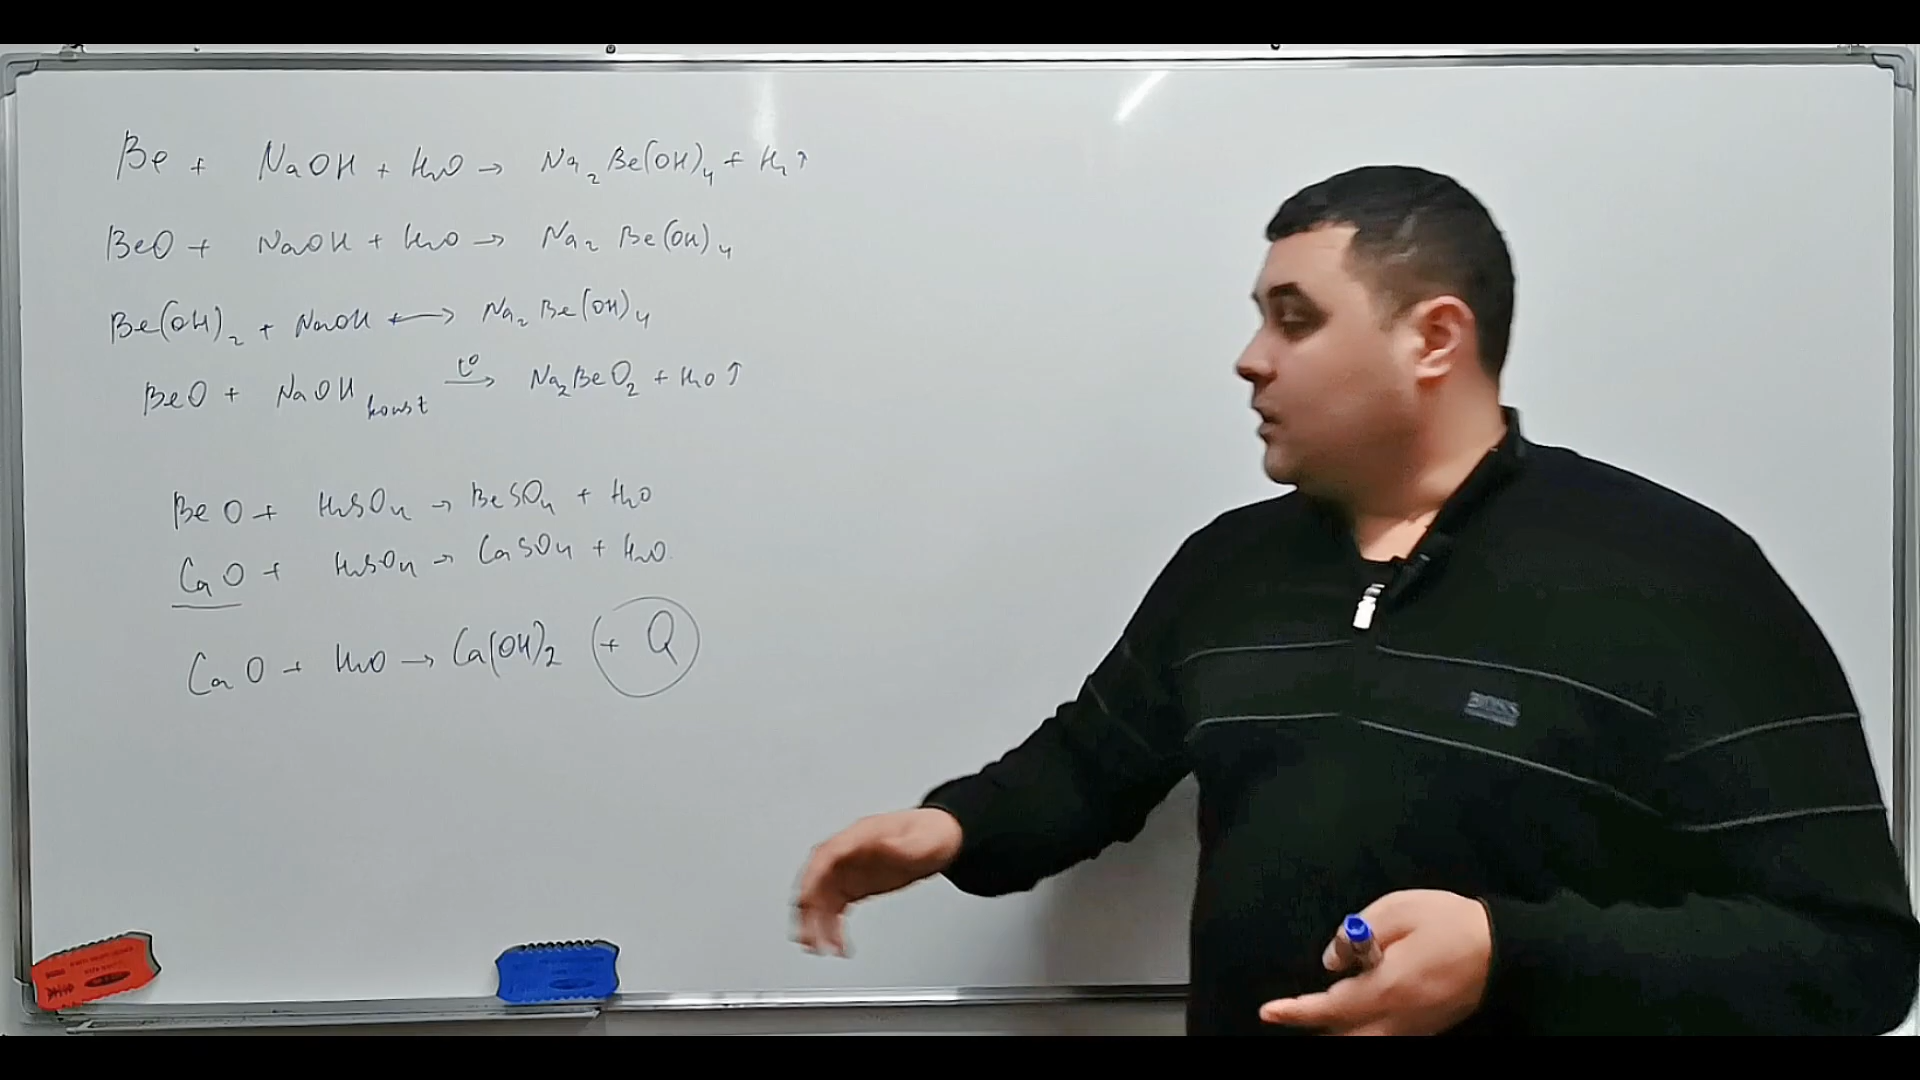 Be + NaOH + H₂O → Na₂Be(OH)₄ + H₂↑
BeO + NaOH + H₂O → Na₂Be(OH)₄
Be(OH)₂ + NaOH ⟷ Na₂Be(OH)₄
BeO + NaOH konst t⁰→ Na₂BeO₂ + H₂O↑
BeO + H₂SO₄ → BeSO₄ + H₂O
CaO + H₂SO₄ → CaSO₄ + H₂O
CaO + H₂O → Ca(OH)₂ + Q
BOSS